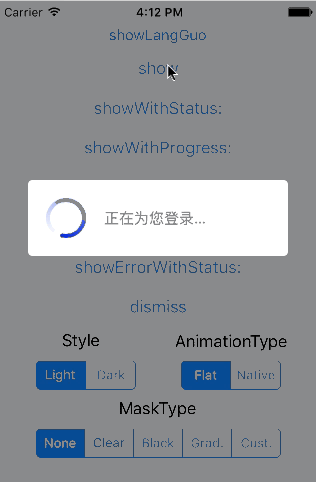 Carrier 4:12 PM
showLangGuo
show
showWithStatus:
showWithProgress:
正在为您登录...
showErrorWithStatus:
dismiss
Style AnimationType
Light Dark Flat Native
MaskType
None Clear Black Grad. Cust.